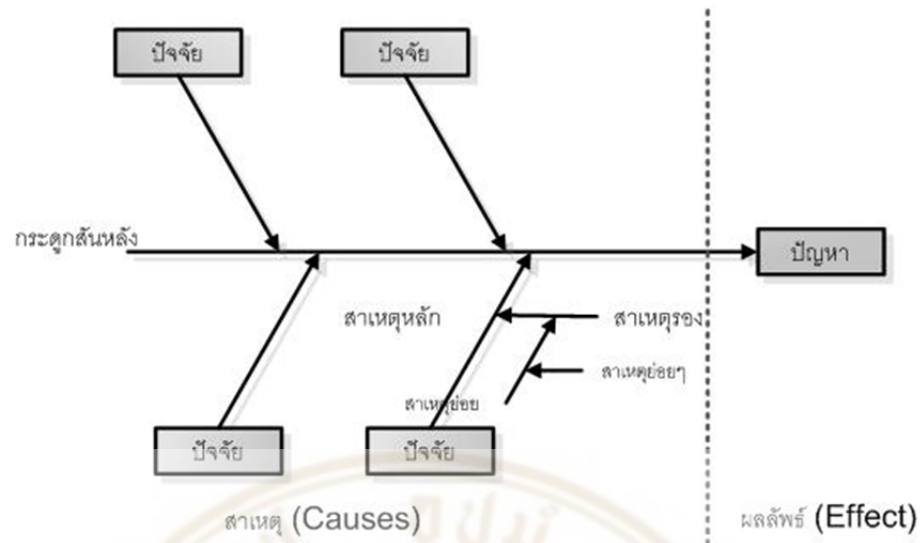 ปัจจัย
ปัจจัย
กระดูกสันหลัง
ปัญหา
สาเหตุหลัก
สาเหตุรอง
สาเหตุย่อยๆ
สาเหตุย่อย
ปัจจัย
ปัจจัย
สาเหตุ (Causes)
ผลลัพธ์ (Effect)